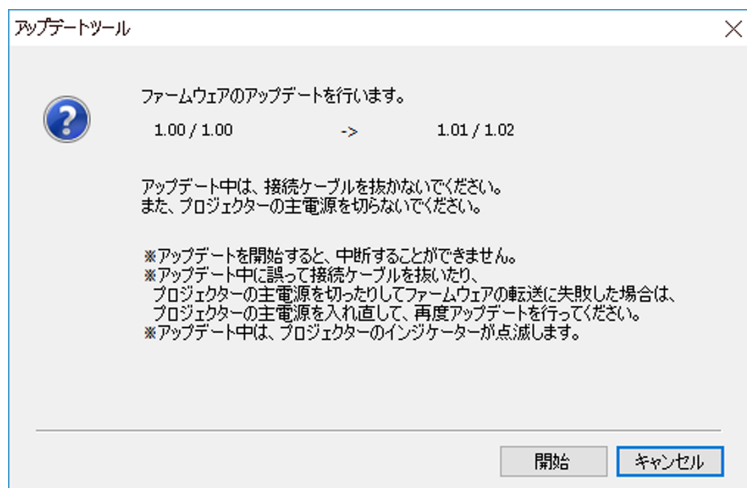 アップデートツール
ファームウェアのアップデートを行います。
1.00 / 1.00 -> 1.01 / 1.02
アップデート中は、接続ケーブルを抜かないでください。
また、プロジェクターの主電源を切らないでください。
※アップデートを開始すると、中断することができません。
※アップデート中に誤って接続ケーブルを抜いたり、
プロジェクターの主電源を切ったりしてファームウェアの転送に失敗した場合は、
プロジェクターの主電源を入れ直して、再度アップデートを行ってください。
※アップデート中は、プロジェクターのインジケーターが点滅します。
開始 キャンセル